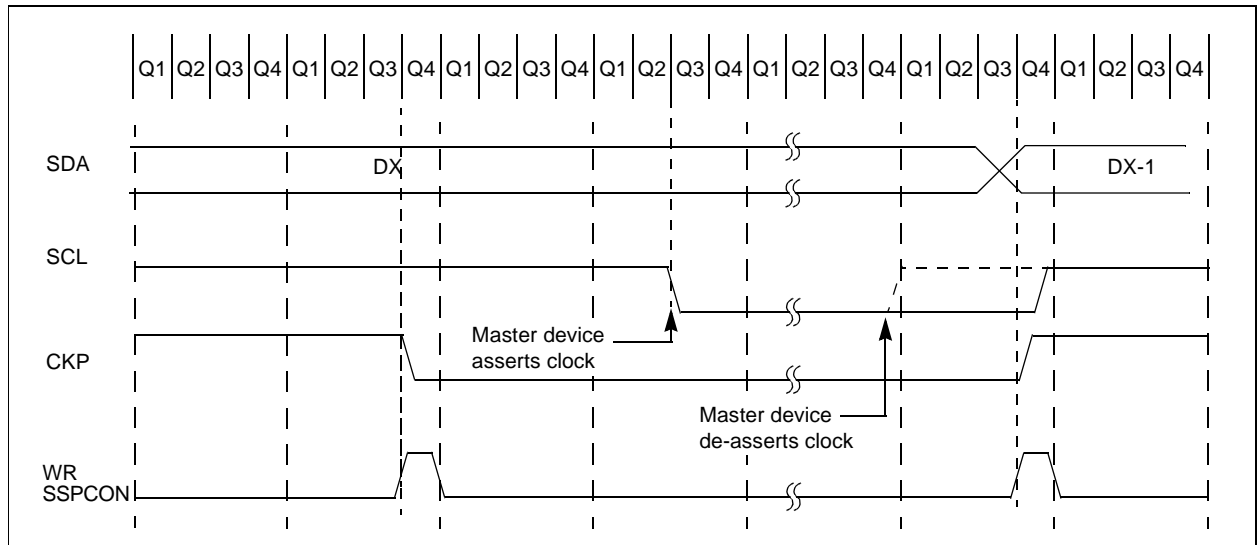 Q1 Q2 Q3 Q4 Q1 Q2 Q3 Q4 Q1 Q2 Q3 Q4 Q1 Q2 Q3 Q4 Q1 Q2 Q3 Q4 Q1 Q2 Q3 Q4 Q1 Q2 Q3 Q4
SDA
DX
DX-1
SCL
Master device
asserts clock
CKP
Master device
de-asserts clock
WR
SSPCON